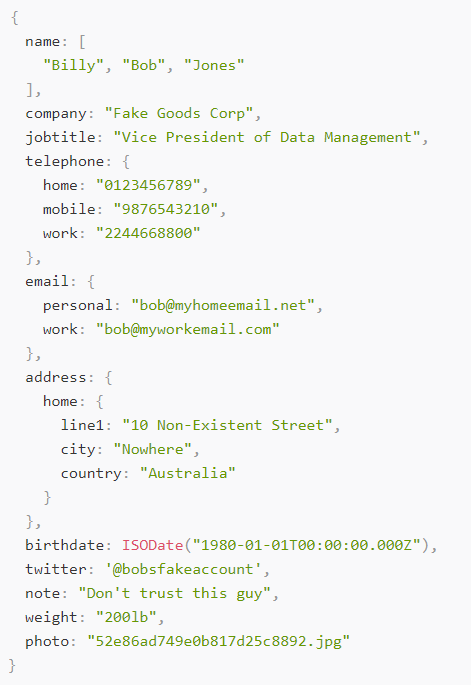 {
  name: [
    "Billy", "Bob", "Jones"
  ],
  company: "Fake Goods Corp",
  jobtitle: "Vice President of Data Management",
  telephone: {
    home: "0123456789",
    mobile: "9876543210",
    work: "2244668800"
  },
  email: {
    personal: "bob@myhomeemail.net",
    work: "bob@myworkemail.com"
  },
  address: {
    home: {
      line1: "10 Non-Existent Street",
      city: "Nowhere",
      country: "Australia"
    }
  },
  birthdate: ISODate("1980-01-01T00:00:00.000Z"),
  twitter: '@bobsfakeaccount',
  note: "Don't trust this guy",
  weight: "200lb",
  photo: "52e86ad749e0b817d25c8892.jpg"
}